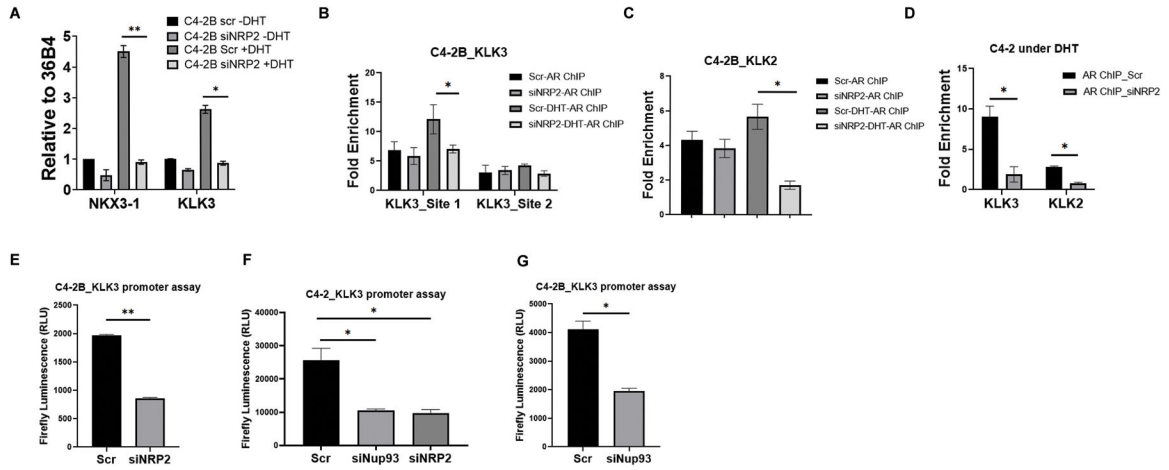 A
Relative to 36B4
5
4
3
2
1
0
**
*
NKX3-1
KLK3
C4-2B scr -DHT
C4-2B siNRP2 -DHT
C4-2B Scr +DHT
C4-2B siNRP2 +DHT
B
C4-2B_KLK3
Fold Enrichment
20
15
10
5
0
*
KLK3_Site 1
KLK3_Site 2
Scr-AR ChIP
siNRP2-AR ChIP
Scr-DHT-AR ChIP
siNRP2-DHT-AR ChIP
C
C4-2B_KLK2
Fold Enrichment
8
6
4
2
0
*
Scr-AR ChIP
siNRP2-AR ChIP
Scr-DHT-AR ChIP
siNRP2-DHT-AR ChIP
D
C4-2 under DHT
Fold Enrichment
15
10
5
0
*
*
KLK3
KLK2
AR ChIP_Scr
AR ChIP_siNRP2
E
C4-2B_KLK3 promoter assay
Firefly Luminescence (RLU)
2500
2000
1500
1000
500
0
**
Scr
siNRP2
F
C4-2_KLK3 promoter assay
Firefly Luminescence (RLU)
40000
30000
20000
10000
0
*
*
Scr
siNup93
siNRP2
G
C4-2B_KLK3 promoter assay
Firefly Luminescence (RLU)
5000
4000
3000
2000
1000
0
*
Scr
siNup93